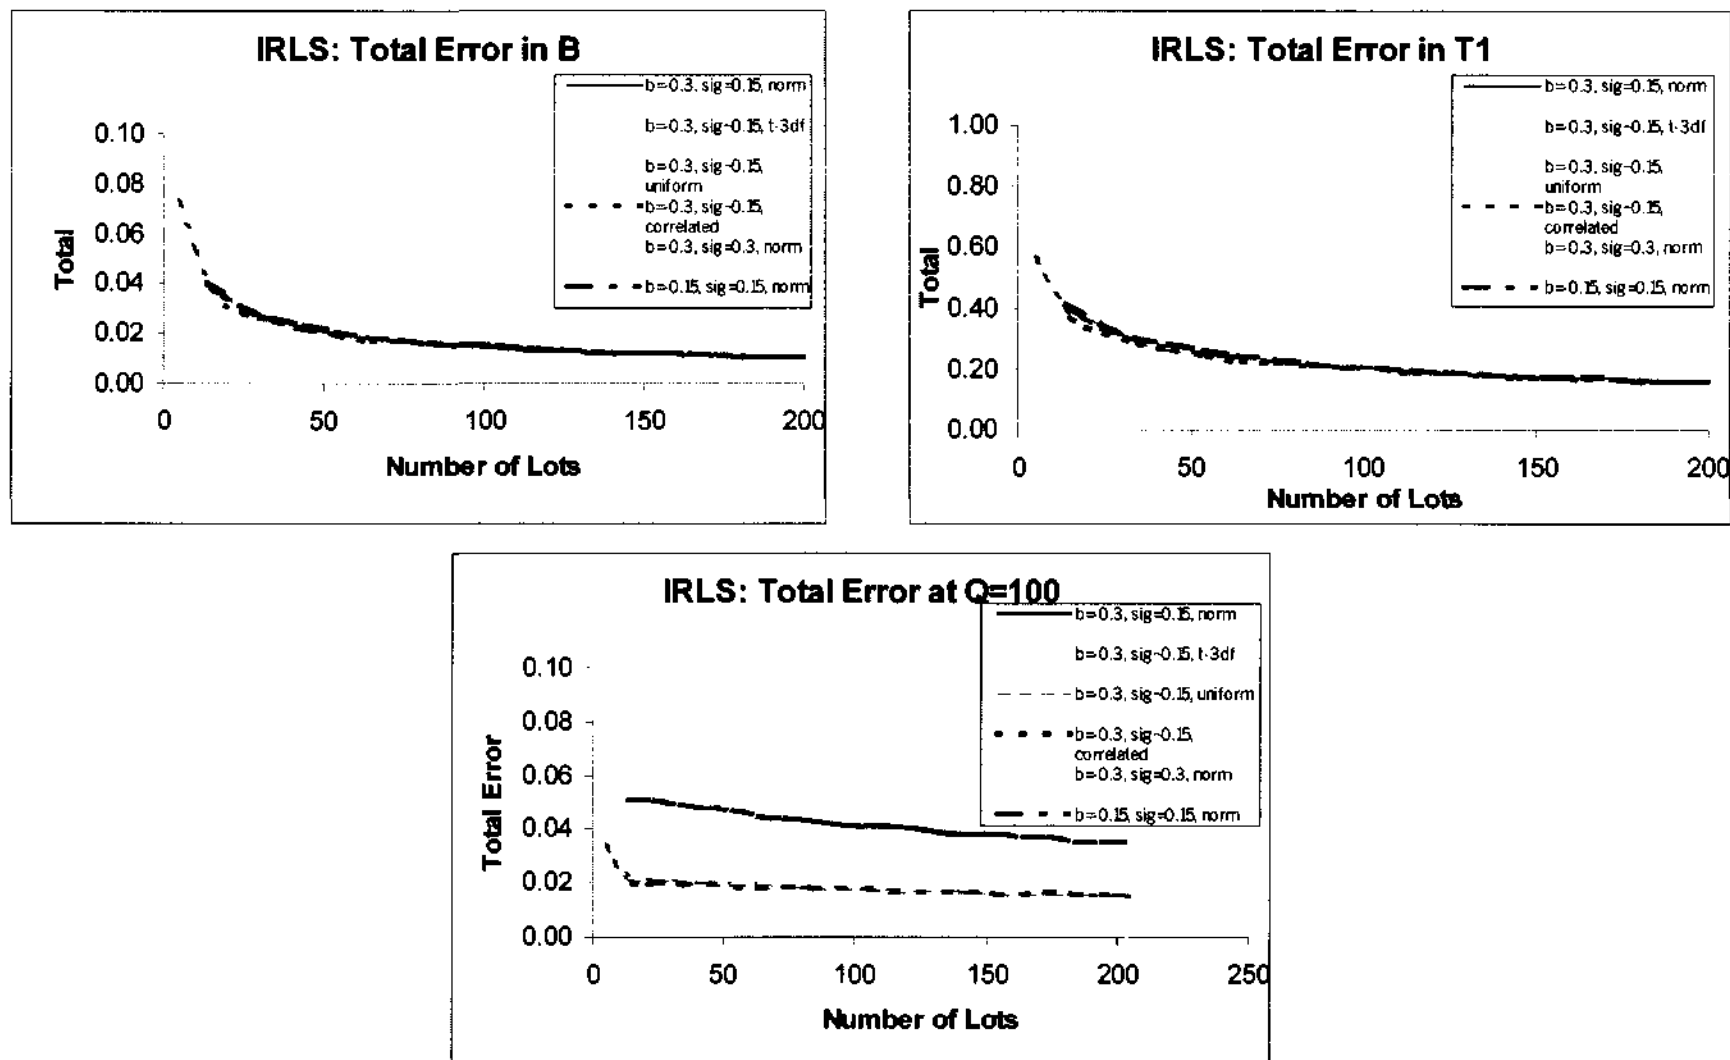 IRLS: Total Error in B
b=0.3, sig=0.15, norm
b=0.3, sig~0.15, t-3df
b=0.3, sig~0.15,
uniform
b=0.3, sig~0.15,
correlated
b=0.3, sig=0.3, norm
b=0.15, sig=0.15, norm
Total
0.10
0.08
0.06
0.04
0.02
0.00
0
50
100
150
200
Number of Lots
IRLS: Total Error in T1
b=0.3, sig=0.15, norm
b=0.3, sig~0.15, t-3df
b=0.3, sig~0.15,
uniform
b=0.3, sig~0.15,
correlated
b=0.3, sig=0.3, norm
b=0.15, sig=0.15, norm
Total
1.00
0.80
0.60
0.40
0.20
0.00
0
50
100
150
200
Number of Lots
IRLS: Total Error at Q=100
b=0.3, sig=0.15, norm
b=0.3, sig~0.15, t-3df
b=0.3, sig~0.15, uniform
b=0.3, sig~0.15,
correlated
b=0.3, sig=0.3, norm
b=0.15, sig=0.15, norm
Total Error
0.10
0.08
0.06
0.04
0.02
0.00
0
50
100
150
200
250
Number of Lots